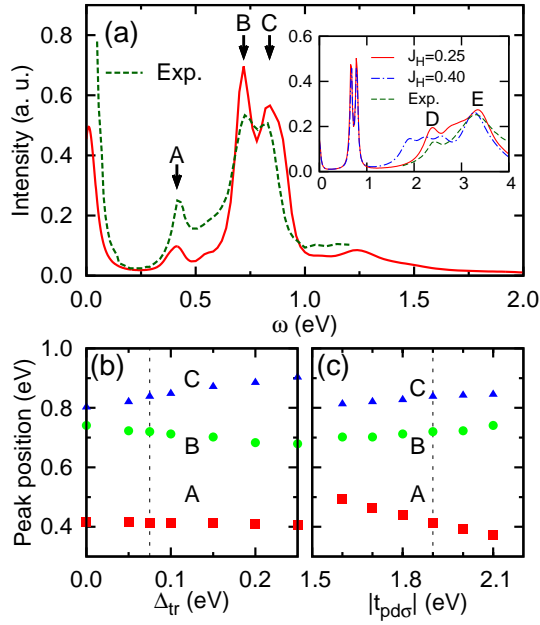 (a)
B C
Exp.
A
Intensity (a. u.)
0.8
0.6
0.4
0.2
0.0
0.0 0.5 1.0 1.5 2.0
ω (eV)
J_H=0.25
J_H=0.40
Exp.
D E
0.6
0.4
0.2
0.0
0 1 2 3 4
(b)
C
B
A
Peak position (eV)
1.0
0.8
0.6
0.4
0.0 0.1 0.2
Δ_tr (eV)
(c)
C
B
A
1.5 1.8 2.1
|t_pdσ| (eV)